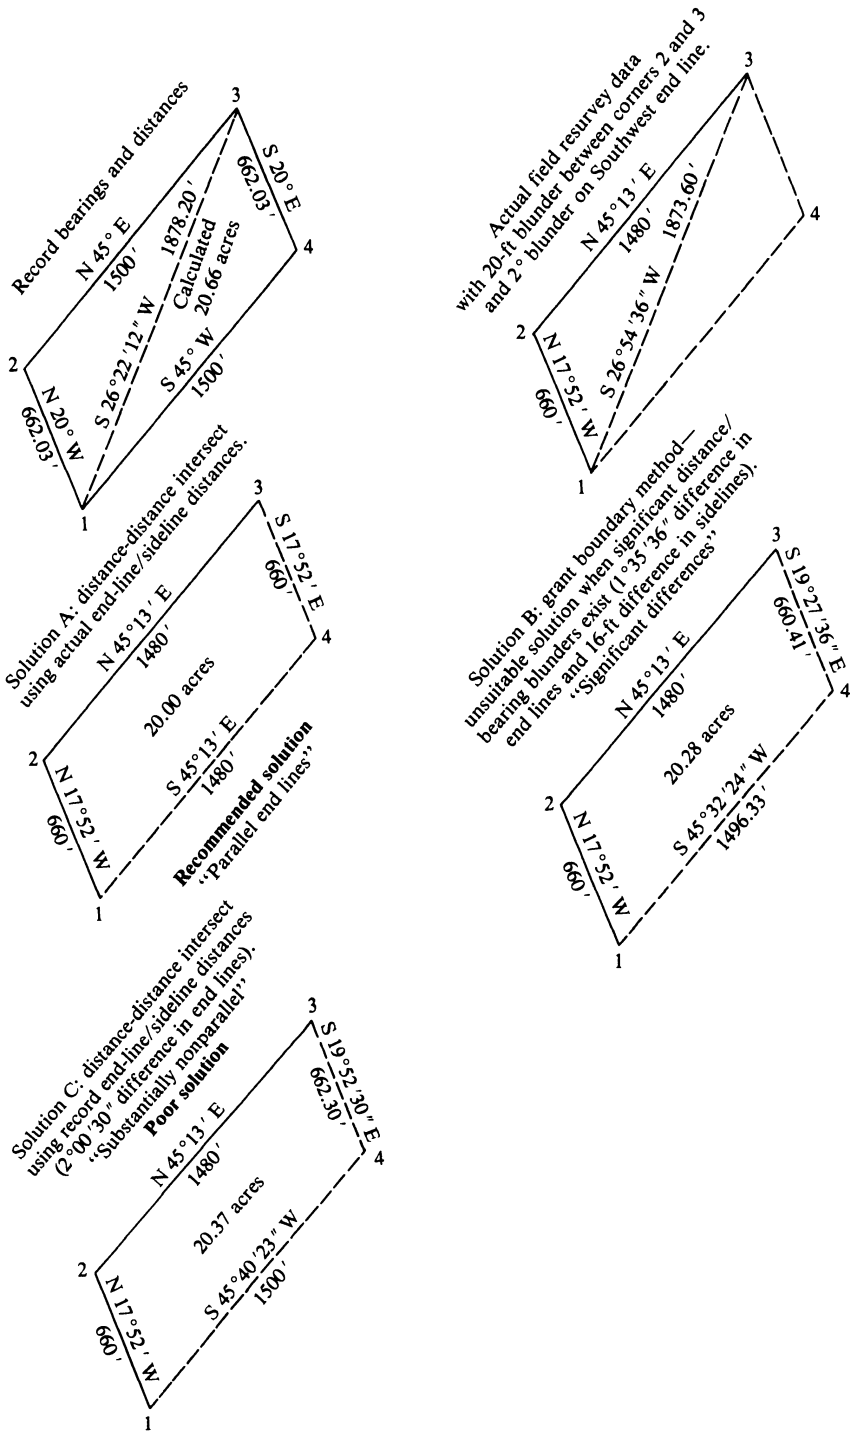 Record bearings and distances
3
S 20° E
662.03′
4
N 45° E
1500′
1878.20′
S 26°22′12″ W
Calculated
20.66 acres
S 45° W
1500′
2
N 20° W
662.03′
1
Actual field resurvey data
with 20-ft blunder between corners 2 and 3
and 2° blunder on Southwest end line.
3
4
N 45°13′ E
1480′
1873.60′
S 26°54′36″ W
2
N 17°52′ W
660′
1
Solution A: distance-distance intersect
using actual end-line/sideline distances.
3
S 17°52′ E
660′
4
N 45°13′ E
1480′
20.00 acres
S 45°13′ E
1480′
2
N 17°52′ W
660′
1
Recommended solution
“Parallel end lines”
Solution B: grant boundary method—
unsuitable solution when significant distance/
bearing blunders exist (1°35′36″ difference in
end lines and 16-ft difference in sidelines).
“Significant differences”
3
S 19°27′36″ E
660.41′
4
N 45°13′ E
1480′
20.28 acres
S 45°32′24″ W
1496.33′
2
N 17°52′ W
660′
1
Solution C: distance-distance intersect
using record end-line/sideline distances
(2°00′30″ difference in end lines).
“Substantially nonparallel”
Poor solution
3
S 19°52′30″ E
662.30′
4
N 45°13′ E
1480′
20.37 acres
S 45°40′23″ W
1500′
2
N 17°52′ W
660′
1